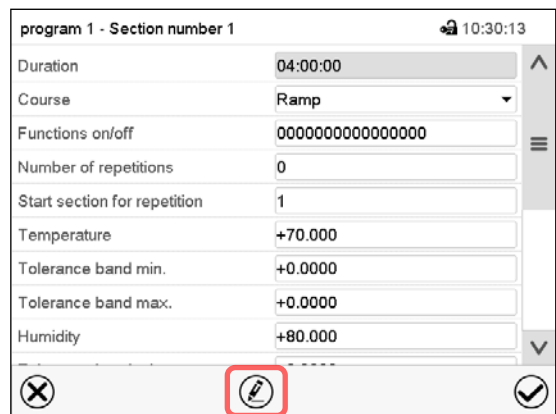 program 1 - Section number 1 10:30:13
Duration 04:00:00
Course Ramp
Functions on/off 0000000000000000
Number of repetitions 0
Start section for repetition 1
Temperature +70.000
Tolerance band min. +0.0000
Tolerance band max. +0.0000
Humidity +80.000